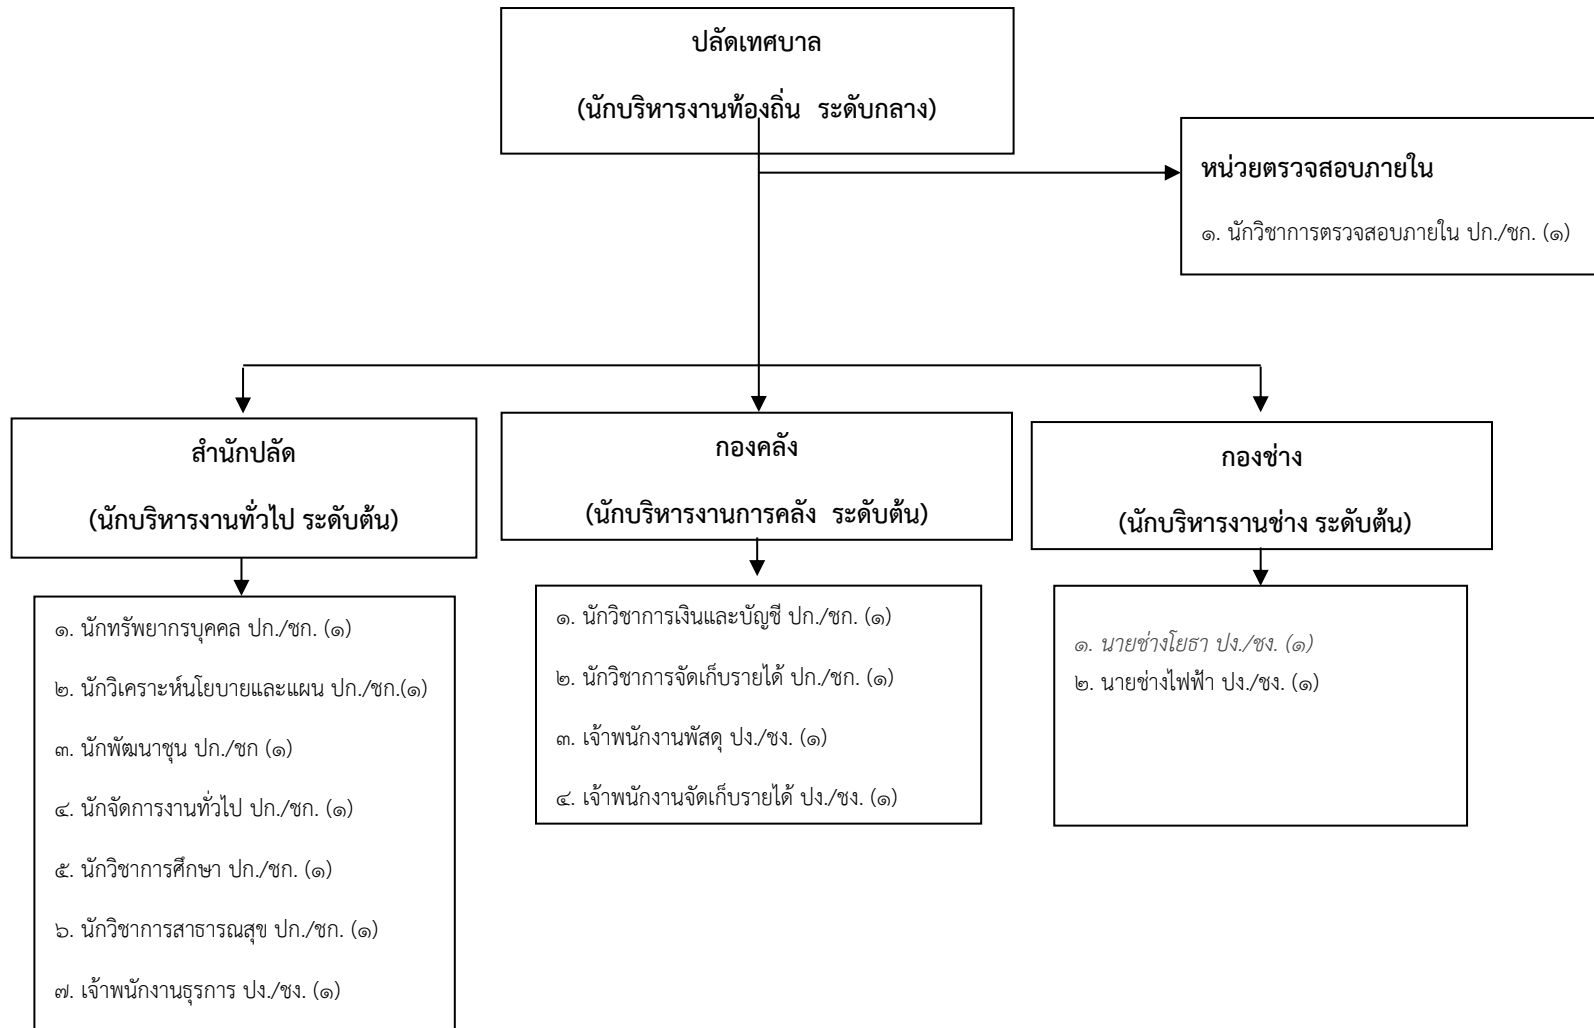 ปลัดเทศบาล
(นักบริหารงานท้องถิ่น ระดับกลาง)
หน่วยตรวจสอบภายใน
๑. นักวิชาการตรวจสอบภายใน ปก./ชก. (๑)
สำนักปลัด
(นักบริหารงานทั่วไป ระดับต้น)
๑. นักทรัพยากรบุคคล ปก./ชก. (๑)
๒. นักวิเคราะห์นโยบายและแผน ปก./ชก.(๑)
๓. นักพัฒนาชุน ปก./ชก (๑)
๔. นักจัดการงานทั่วไป ปก./ชก. (๑)
๕. นักวิชาการศึกษา ปก./ชก. (๑)
๖. นักวิชาการสาธารณสุข ปก./ชก. (๑)
๗. เจ้าพนักงานธุรการ ปง./ชง. (๑)
กองคลัง
(นักบริหารงานการคลัง ระดับต้น)
๑. นักวิชาการเงินและบัญชี ปก./ชก. (๑)
๒. นักวิชาการจัดเก็บรายได้ ปก./ชก. (๑)
๓. เจ้าพนักงานพัสดุ ปง./ชง. (๑)
๔. เจ้าพนักงานจัดเก็บรายได้ ปง./ชง. (๑)
กองช่าง
(นักบริหารงานช่าง ระดับต้น)
๑. นายช่างโยธา ปง./ชง. (๑)
๒. นายช่างไฟฟ้า ปง./ชง. (๑)